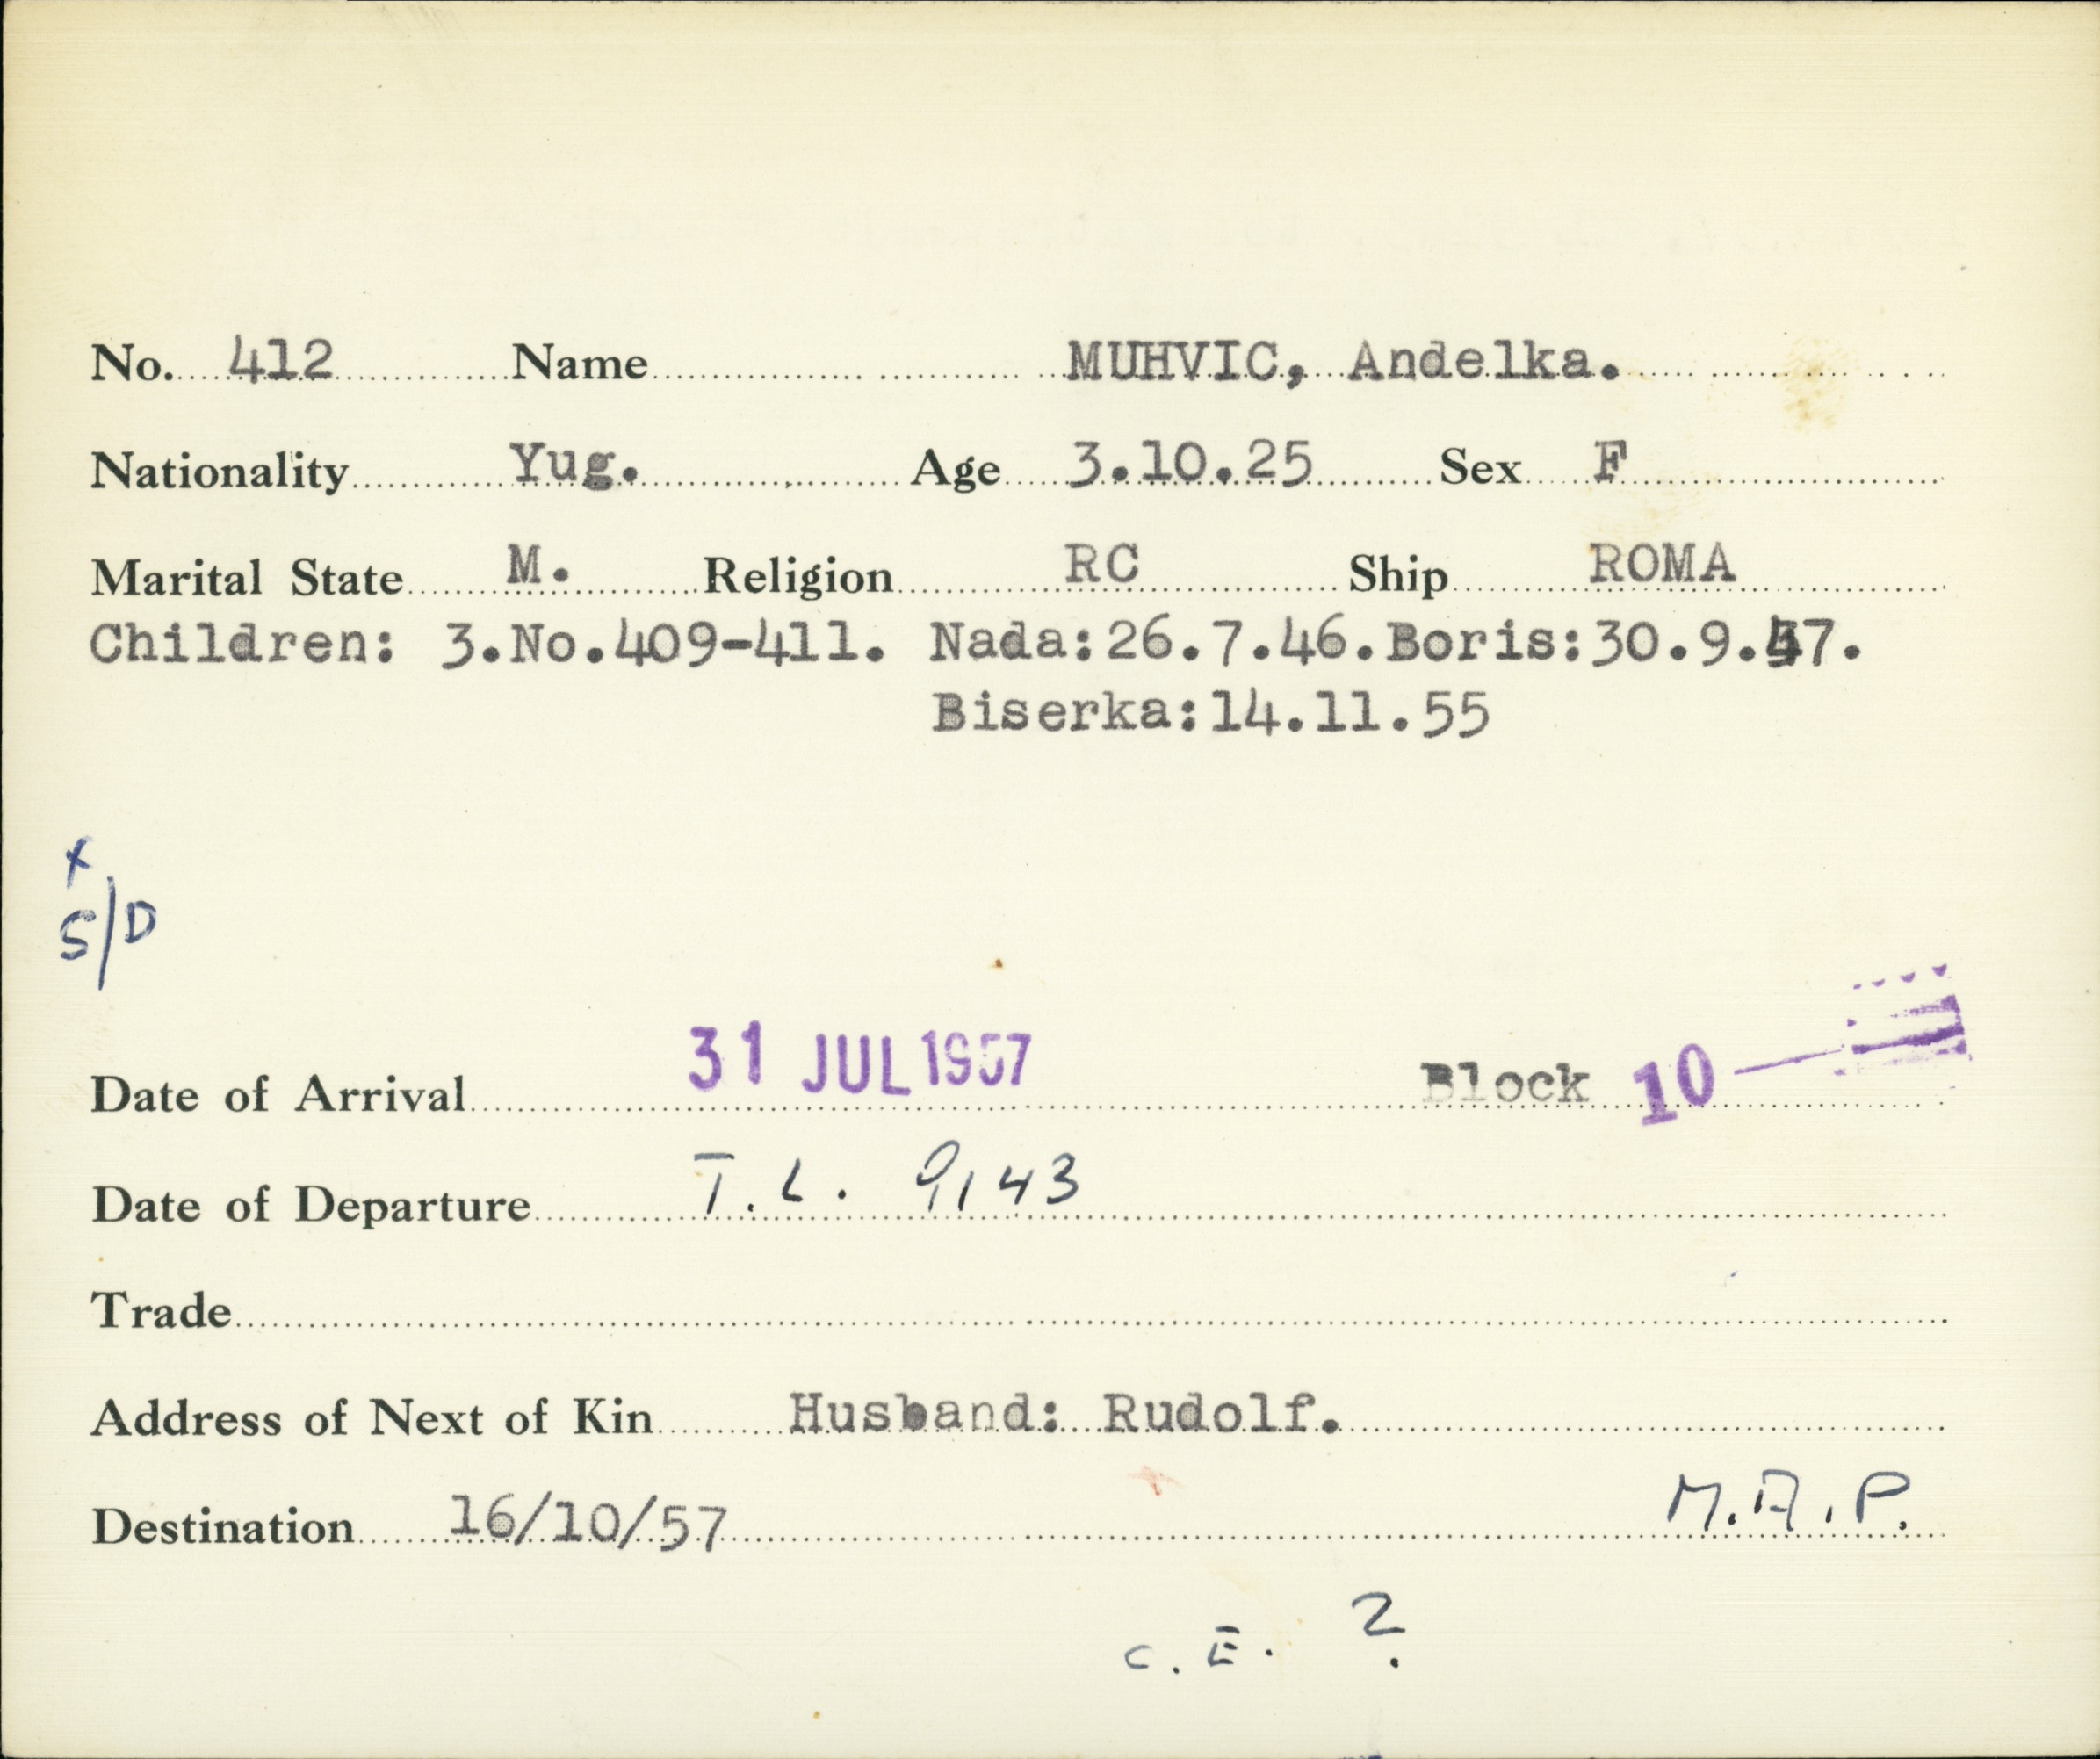 No. 412 Name MUHVIC, Andelka.
Nationality Yug. Age 3.10.25 Sex F
Marital State M. Religion RC Ship ROMA
Children: 3.No.409-411. Nada:26.7.46.Boris:30.9.47.
Biserka:14.11.55
x
S/D
Date of Arrival 31 JUL 1957 Block 10
Date of Departure T.L. 9143
Trade
Address of Next of Kin Husband: Rudolf.
Destination 16/10/57 M.A.P.
C.E. 2.